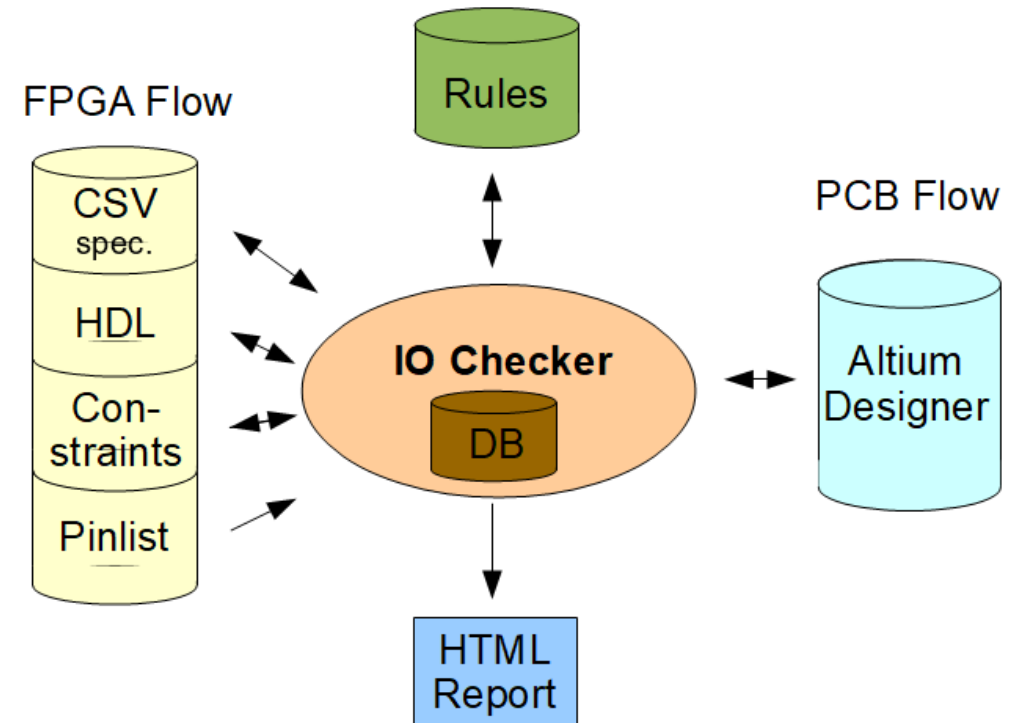 Rules
FPGA Flow
CSV
spec.
HDL
Con-
straints
Pinlist
IO Checker
DB
PCB Flow
Altium
Designer
HTML
Report